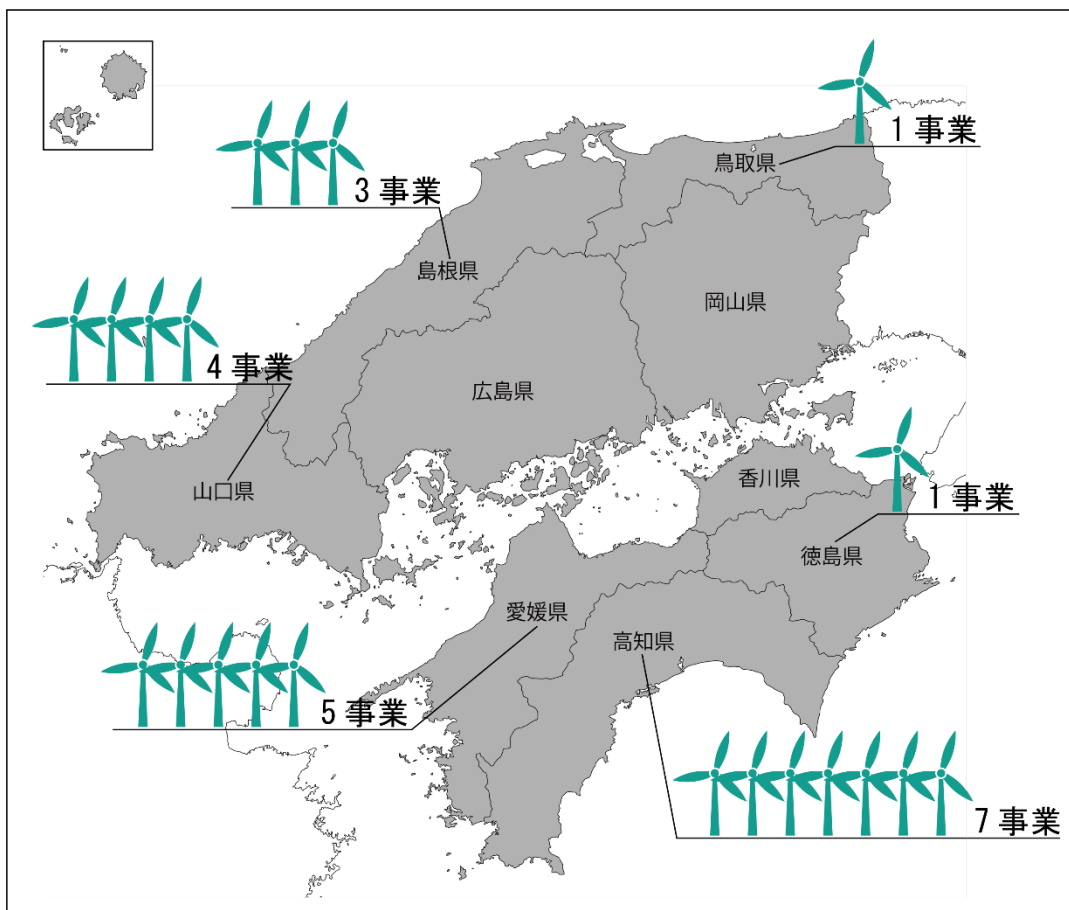 1 事業
鳥取県
3 事業
島根県
岡山県
4 事業
広島県
香川県
山口県
1 事業
徳島県
愛媛県
高知県
5 事業
7 事業